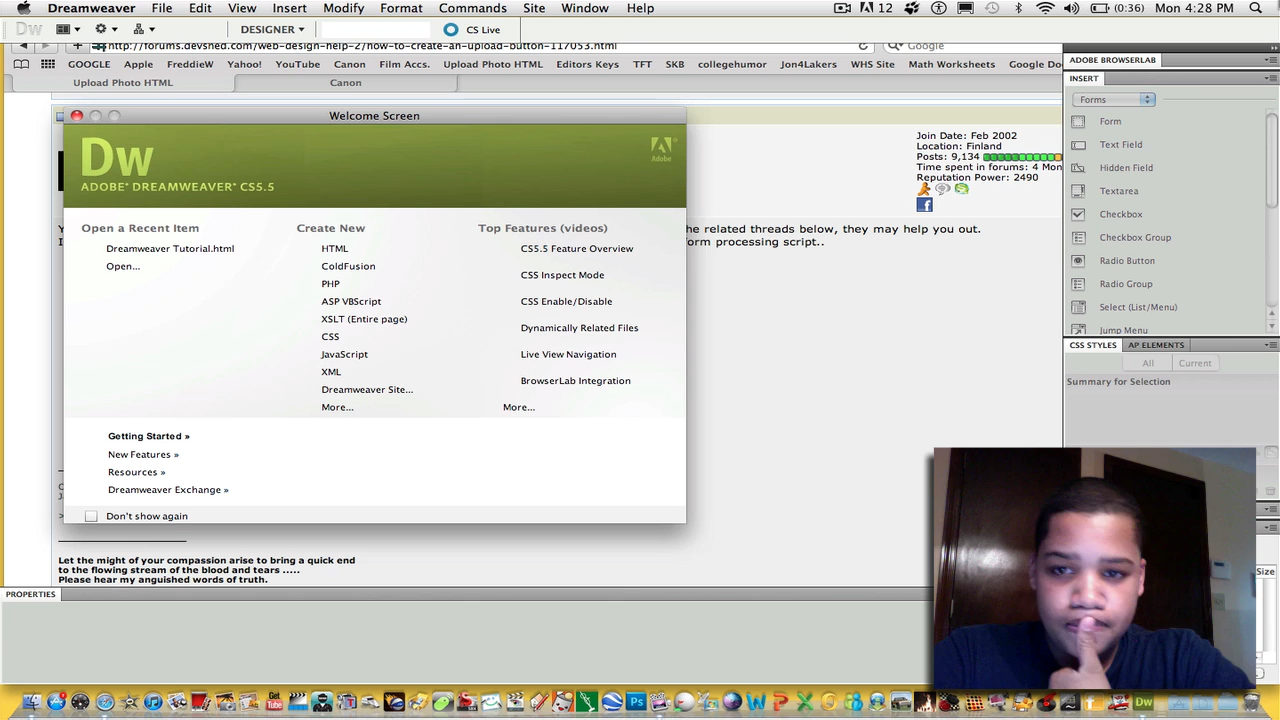 Dreamweaver File Edit View Insert Modify Format Commands Site Window Help 12 (0:36) Mon 4:28 PM
Dw DESIGNER CS Live
http://forums.devshed.com/web-design-help-2/how-to-create-an-upload-button-117053.html Google
GOOGLE Apple FreddieW Yahoo! YouTube Canon Film Accs. Upload Photo HTML Editors Keys TFT SKB collegehumor Jon4Lakers WHS Site Math Worksheets Google Doc
Upload Photo HTML Canon
ADOBE BROWSERLAB
INSERT
Forms
Form
Text Field
Hidden Field
Textarea
Checkbox
Checkbox Group
Radio Button
Radio Group
Select (List/Menu)
Jump Menu
CSS STYLES AP ELEMENTS
All Current
Summary for Selection
Size
Welcome Screen
Dw
ADOBE® DREAMWEAVER® CS5.5
Adobe
Open a Recent Item
Dreamweaver Tutorial.html
Open...
Create New
HTML
ColdFusion
PHP
ASP VBScript
XSLT (Entire page)
CSS
JavaScript
XML
Dreamweaver Site...
More...
Top Features (videos)
CS5.5 Feature Overview
CSS Inspect Mode
CSS Enable/Disable
Dynamically Related Files
Live View Navigation
BrowserLab Integration
More...
Getting Started »
New Features »
Resources »
Dreamweaver Exchange »
Don't show again
Join Date: Feb 2002
Location: Finland
Posts: 9,134
Time spent in forums: 4 Mon
Reputation Power: 2490
he related threads below, they may help you out.
orm processing script..
Let the might of your compassion arise to bring a quick end
to the flowing stream of the blood and tears .....
Please hear my anguished words of truth.
PROPERTIES
Get Tube
Ps
W
X
Dw